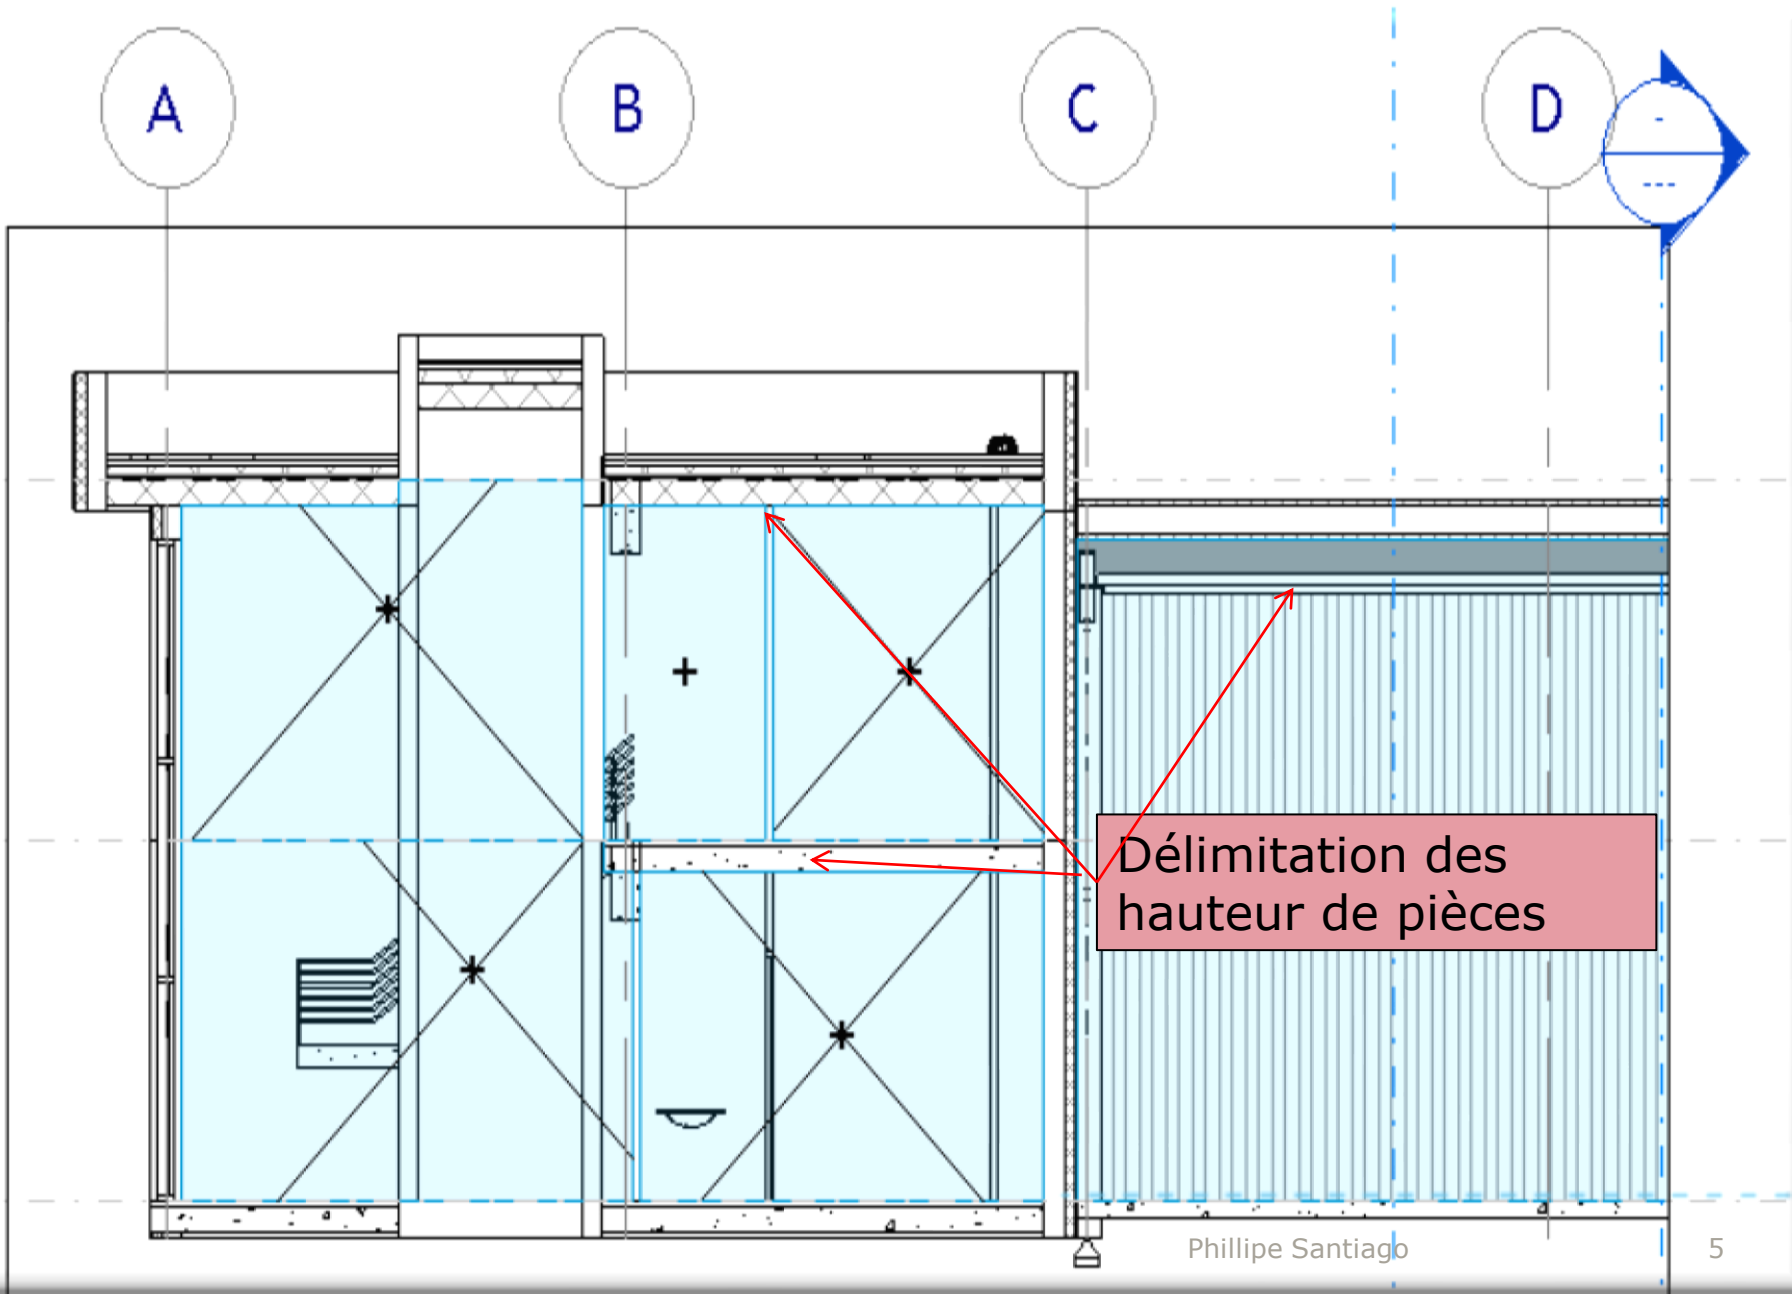 A
B
C
D
-
---
Délimitation des
hauteur de pièces
Phillipe Santiago
5